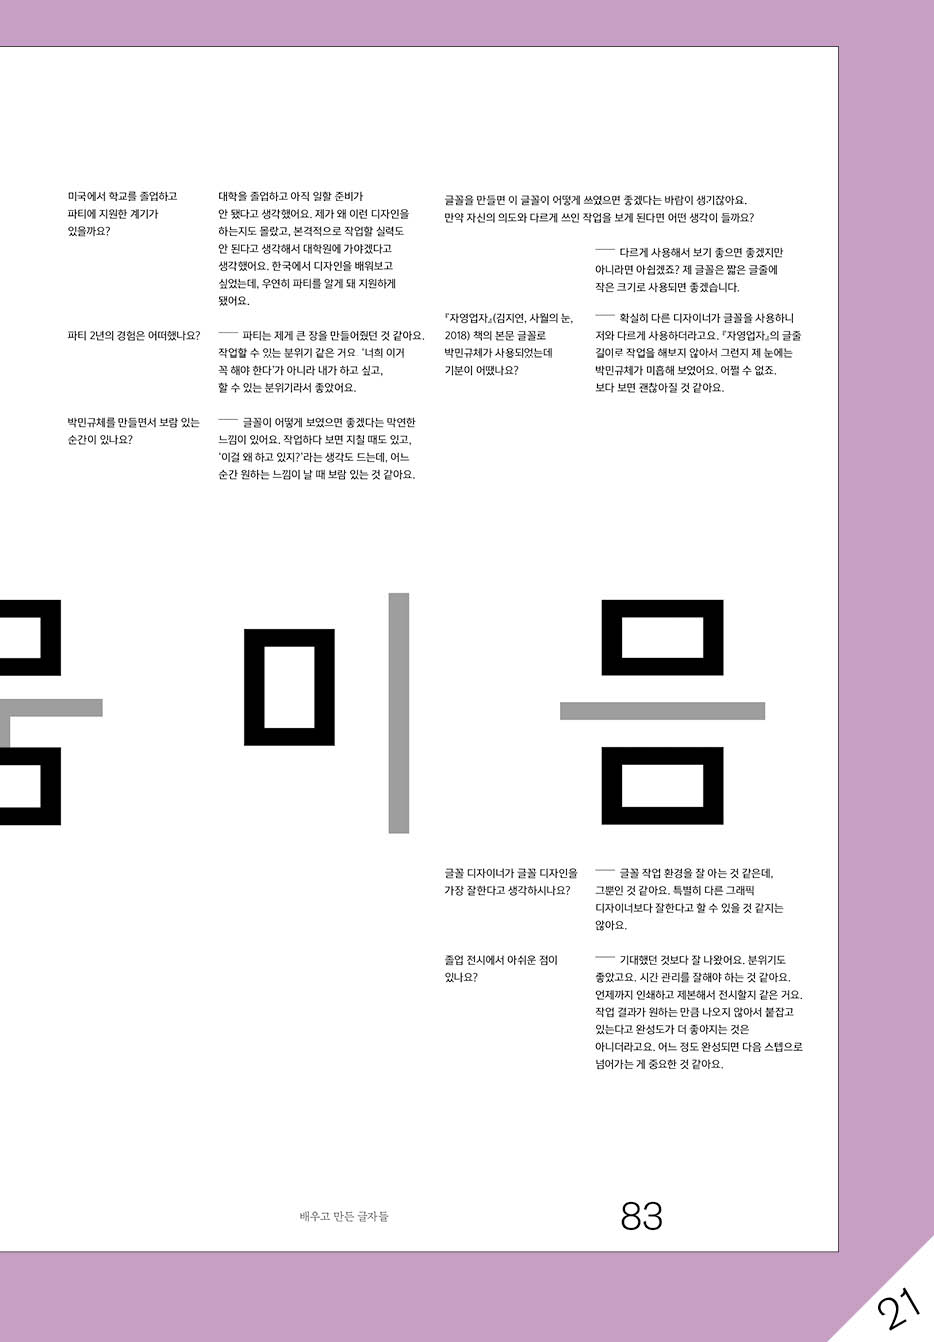 미국에서 학교를 졸업하고
파티에 지원한 계기가
있을까요?
대학을 졸업하고 아직 일할 준비가
안 됐다고 생각했어요. 제가 왜 이런 디자인을
하는지도 몰랐고, 본격적으로 작업할 실력도
안 된다고 생각해서 대학원에 가야겠다고
생각했어요. 한국에서 디자인을 배워보고
싶었는데, 우연히 파티를 알게 돼 지원하게
됐어요.
파티 2년의 경험은 어떠했나요?
── 파티는 제게 큰 장을 만들어줬던 것 같아요.
작업할 수 있는 분위기 같은 거요. ‘너희 이거
꼭 해야 한다’가 아니라 내가 하고 싶고,
할 수 있는 분위기라서 좋았어요.
박민규체를 만들면서 보람 있는
순간이 있나요?
── 글꼴이 어떻게 보였으면 좋겠다는 막연한
느낌이 있어요. 작업하다 보면 지칠 때도 있고,
‘이걸 왜 하고 있지?’라는 생각도 드는데, 어느
순간 원하는 느낌이 날 때 보람 있는 것 같아요.
글꼴을 만들면 이 글꼴이 어떻게 쓰였으면 좋겠다는 바람이 생기잖아요.
만약 자신의 의도와 다르게 쓰인 작업을 보게 된다면 어떤 생각이 들까요?
── 다르게 사용해서 보기 좋으면 좋겠지만
아니라면 아쉽겠죠? 제 글꼴은 짧은 글줄에
작은 크기로 사용되면 좋겠습니다.
『자영업자』(김지연, 사월의 눈,
2018) 책의 본문 글꼴로
박민규체가 사용되었는데
기분이 어땠나요?
── 확실히 다른 디자이너가 글꼴을 사용하니
저와 다르게 사용하더라고요. 『자영업자』의 글줄
길이로 작업을 해보지 않아서 그런지 제 눈에는
박민규체가 미흡해 보였어요. 어쩔 수 없죠.
보다 보면 괜찮아질 것 같아요.
미 음
글꼴 디자이너가 글꼴 디자인을
가장 잘한다고 생각하시나요?
── 글꼴 작업 환경을 잘 아는 것 같은데,
그뿐인 것 같아요. 특별히 다른 그래픽
디자이너보다 잘한다고 할 수 있을 것 같지는
않아요.
졸업 전시에서 아쉬운 점이
있나요?
── 기대했던 것보다 잘 나왔어요. 분위기도
좋았고요. 시간 관리를 잘해야 하는 것 같아요.
언제까지 인쇄하고 제본해서 전시할지 같은 거요.
작업 결과가 원하는 만큼 나오지 않아서 붙잡고
있는다고 완성도가 더 좋아지는 것은
아니더라고요. 어느 정도 완성되면 다음 스텝으로
넘어가는 게 중요한 것 같아요.
배우고 만든 글자들
83
21